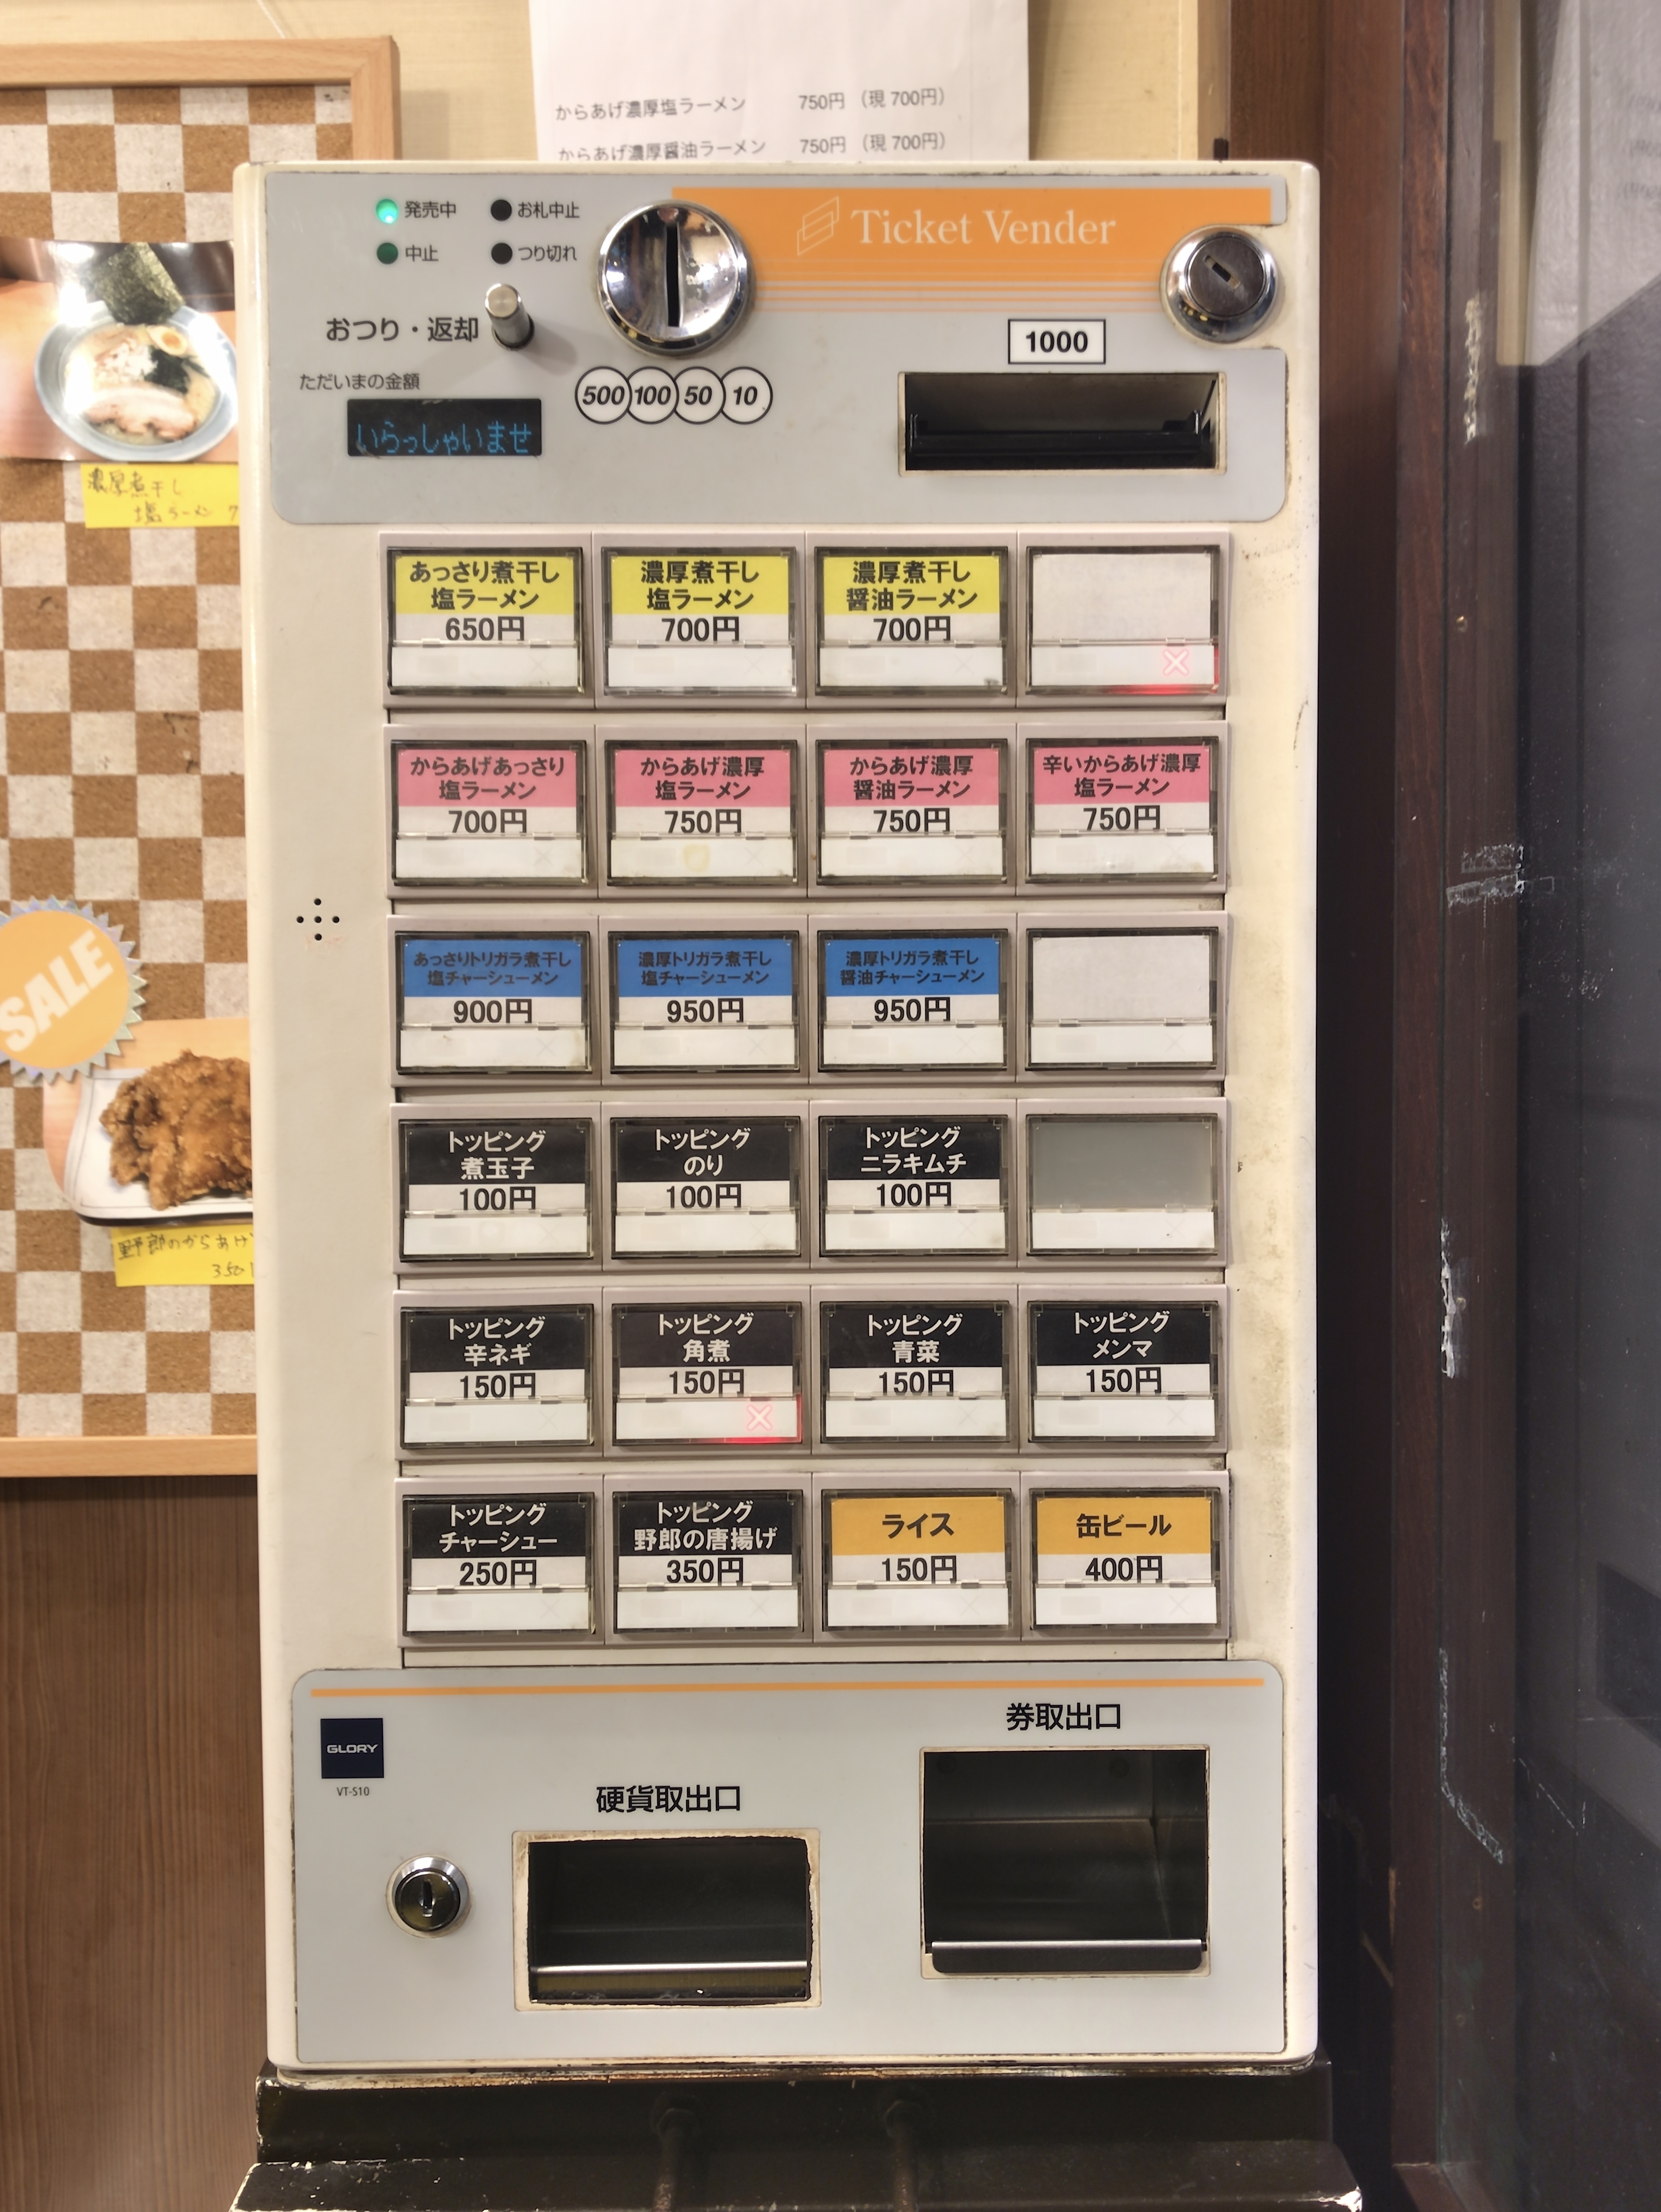 からあげ濃厚塩ラーメン 750円 (現 700円)
からあげ濃厚醤油ラーメン 750円 (現 700円)
発売中 お札中止
中止 つり切れ
Ticket Vender
おつり・返却
1000
ただいまの金額
500 100 50 10
いらっしゃいませ
濃厚煮干し
塩ラーメン 7
あっさり煮干し
塩ラーメン
650円
濃厚煮干し
塩ラーメン
700円
濃厚煮干し
醤油ラーメン
700円
からあげあっさり
塩ラーメン
700円
からあげ濃厚
塩ラーメン
750円
からあげ濃厚
醤油ラーメン
750円
辛いからあげ濃厚
塩ラーメン
750円
SALE
あっさりトリガラ煮干し
塩チャーシューメン
900円
濃厚トリガラ煮干し
塩チャーシューメン
950円
濃厚トリガラ煮干し
醤油チャーシューメン
950円
トッピング
煮玉子
100円
トッピング
のり
100円
トッピング
ニラキムチ
100円
野郎のからあげ
350
トッピング
辛ネギ
150円
トッピング
角煮
150円
トッピング
青菜
150円
トッピング
メンマ
150円
トッピング
チャーシュー
250円
トッピング
野郎の唐揚げ
350円
ライス
150円
缶ビール
400円
GLORY
VT-S10
硬貨取出口
券取出口